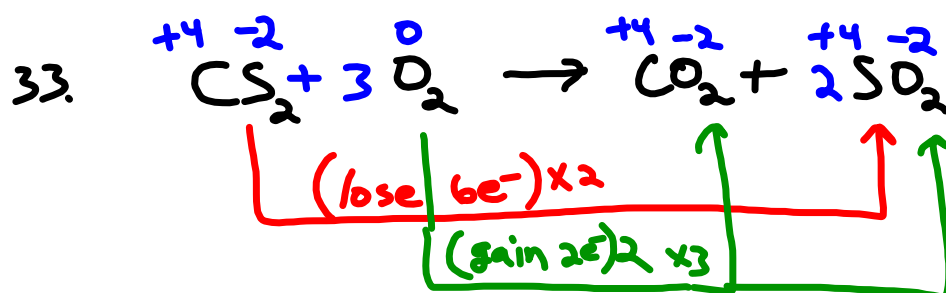 +4 -2 0 +4 -2 +4 -2
33. CS₂ + 3 O₂ → CO₂ + 2 SO₂
(lose 6e⁻) x2
(gain 2e⁻)2 x3